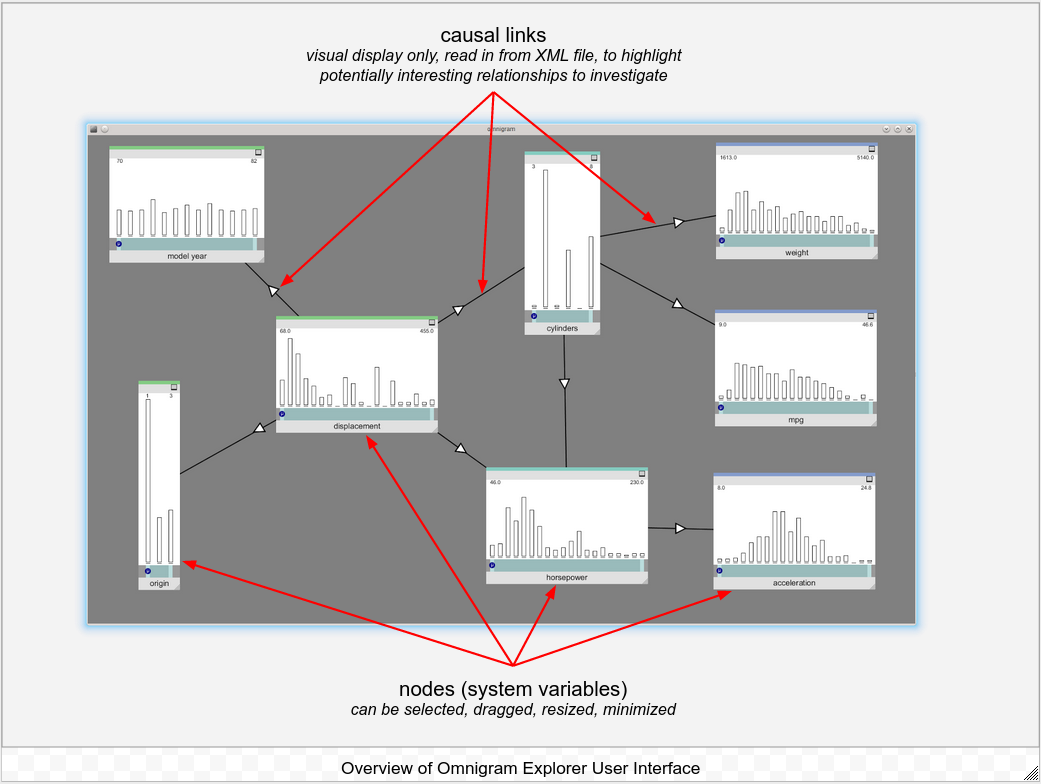 causal links
visual display only, read in from XML file, to highlight
potentially interesting relationships to investigate
omnigram
70 82
model year
3 8
cylinders
1613.0 5140.0
weight
68.0 455.0
displacement
9.0 46.6
mpg
1 3
origin
46.0 230.0
horsepower
8.0 24.8
acceleration
nodes (system variables)
can be selected, dragged, resized, minimized
Overview of Omnigram Explorer User Interface